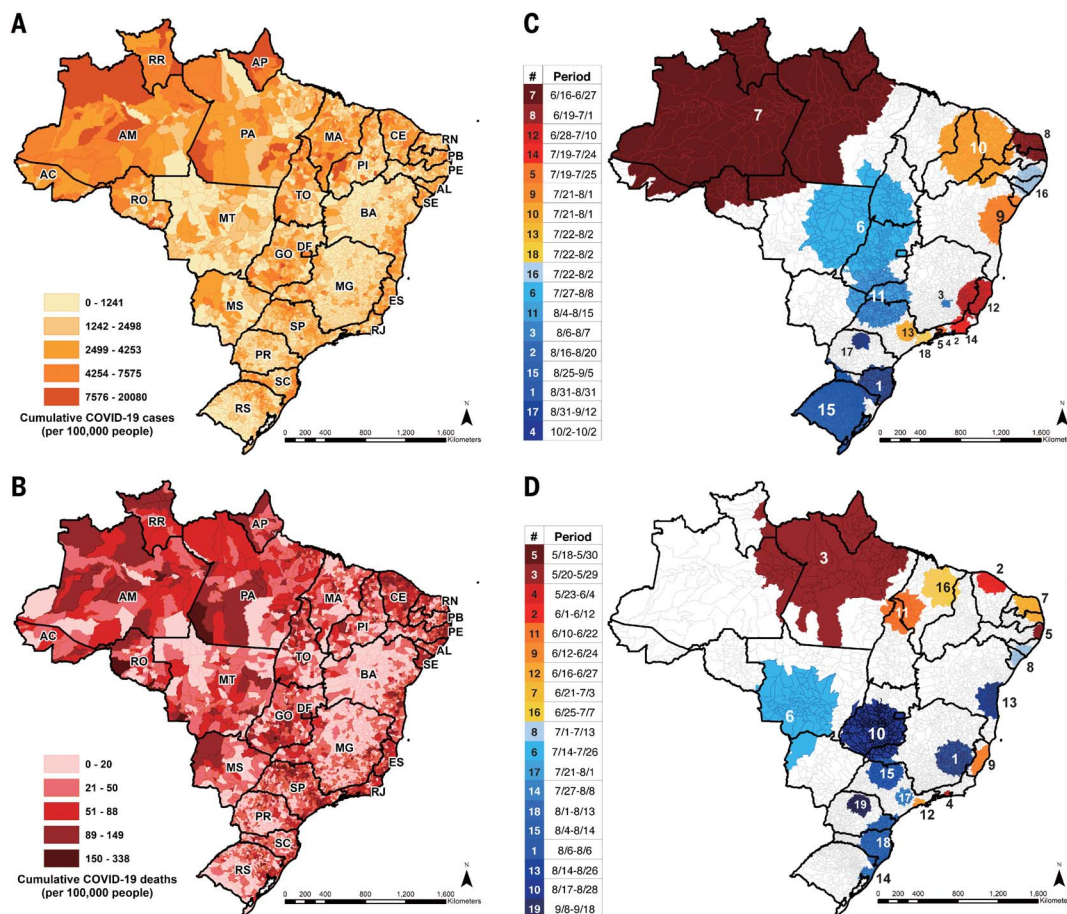 A
RR
AP
AM
PA
MA
CE
RN
PB
PE
AL
SE
PI
AC
RO
TO
MT
BA
DF
GO
MG
ES
MS
SP
RJ
PR
SC
RS
0 - 1241
1242 - 2498
2499 - 4253
4254 - 7575
7576 - 20080
Cumulative COVID-19 cases
(per 100,000 people)
N
0 200 400 800 1,200 1,600
Kilometers
C
# Period
7 6/16-6/27
8 6/19-7/1
12 6/28-7/10
14 7/19-7/24
5 7/19-7/25
9 7/21-8/1
10 7/21-8/1
13 7/22-8/2
18 7/22-8/2
16 7/22-8/2
6 7/27-8/8
11 8/4-8/15
3 8/6-8/7
2 8/16-8/20
15 8/25-9/5
1 8/31-8/31
17 8/31-9/12
4 10/2-10/2
7
10
8
16
9
6
11
3
12
13
18
5
4
2
14
17
1
15
N
0 200 400 800 1,200 1,600
Kilometers
B
RR
AP
AM
PA
MA
CE
RN
PB
PE
AL
SE
PI
AC
RO
TO
MT
BA
DF
GO
MG
ES
MS
SP
RJ
PR
SC
RS
0 - 20
21 - 50
51 - 88
89 - 149
150 - 338
Cumulative COVID-19 deaths
(per 100,000 people)
N
0 200 400 800 1,200 1,600
Kilometers
D
# Period
5 5/18-5/30
3 5/20-5/29
4 5/23-6/4
2 6/1-6/12
11 6/10-6/22
9 6/12-6/24
12 6/16-6/27
7 6/21-7/3
16 6/25-7/7
8 7/1-7/13
6 7/14-7/26
17 7/21-8/1
14 7/27-8/8
18 8/1-8/13
15 8/4-8/14
1 8/6-8/6
13 8/14-8/26
10 8/17-8/28
19 9/8-9/18
3
2
16
11
7
5
8
13
6
10
1
9
15
17
4
12
19
18
14
N
0 200 400 800 1,200 1,600
Kilometers